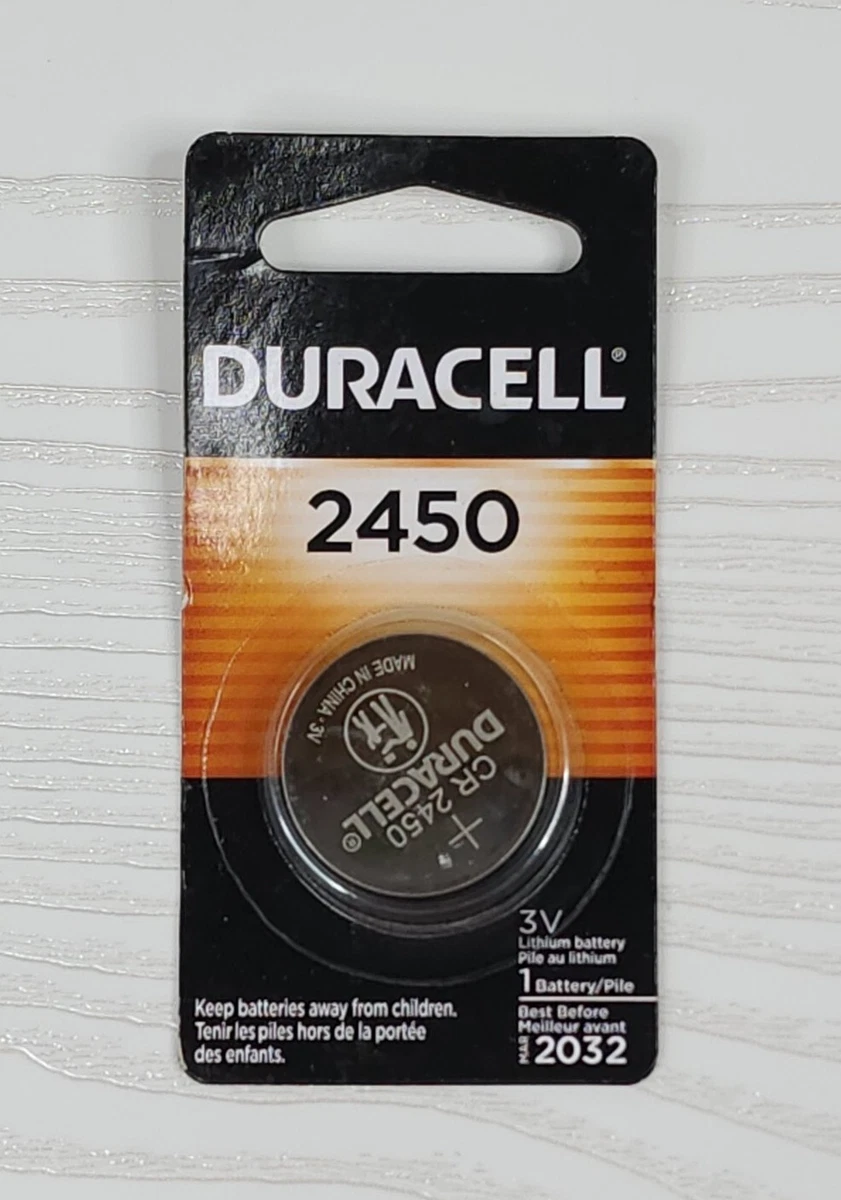 DURACELL®
2450
MADE IN CHINA · 3V
DURACELL®
CR 2450
+
3V
Lithium battery
Pile au lithium
1 Battery/Pile
Keep batteries away from children.
Tenir les piles hors de la portée
des enfants.
Best Before
Meilleur avant
MAR 2032